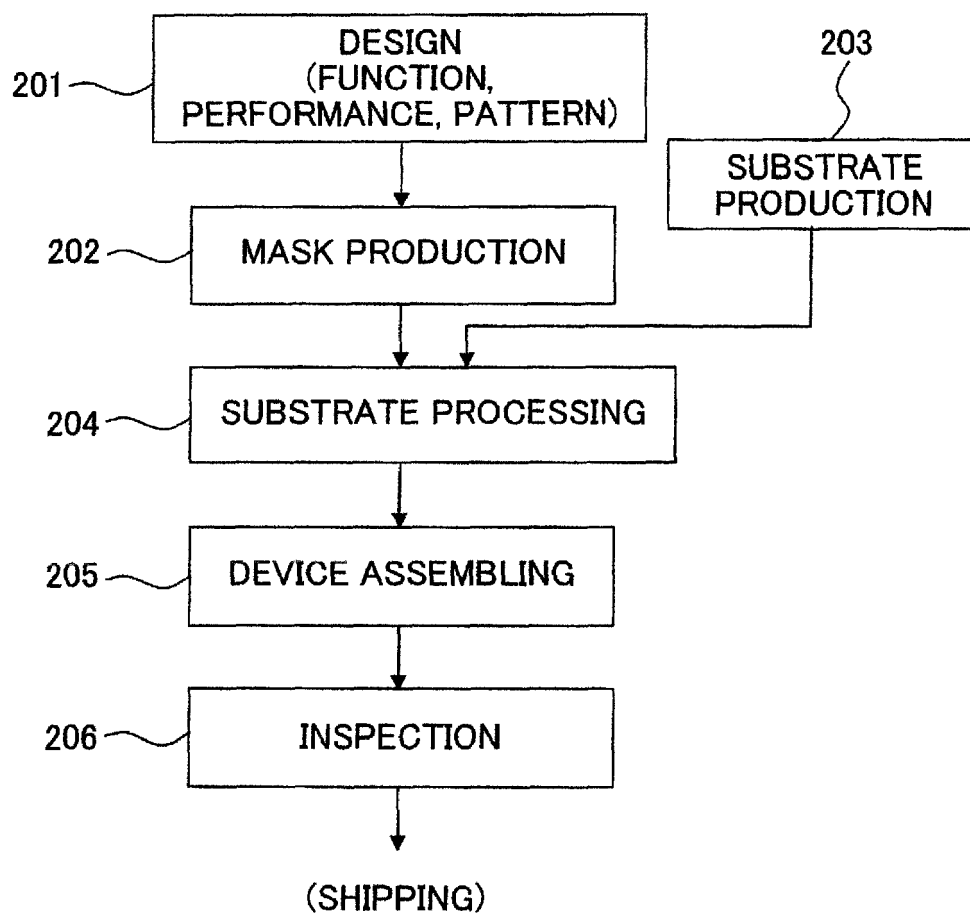 DESIGN
(FUNCTION,
PERFORMANCE, PATTERN)
201
203
SUBSTRATE
PRODUCTION
202
MASK PRODUCTION
204
SUBSTRATE PROCESSING
205
DEVICE ASSEMBLING
206
INSPECTION
(SHIPPING)